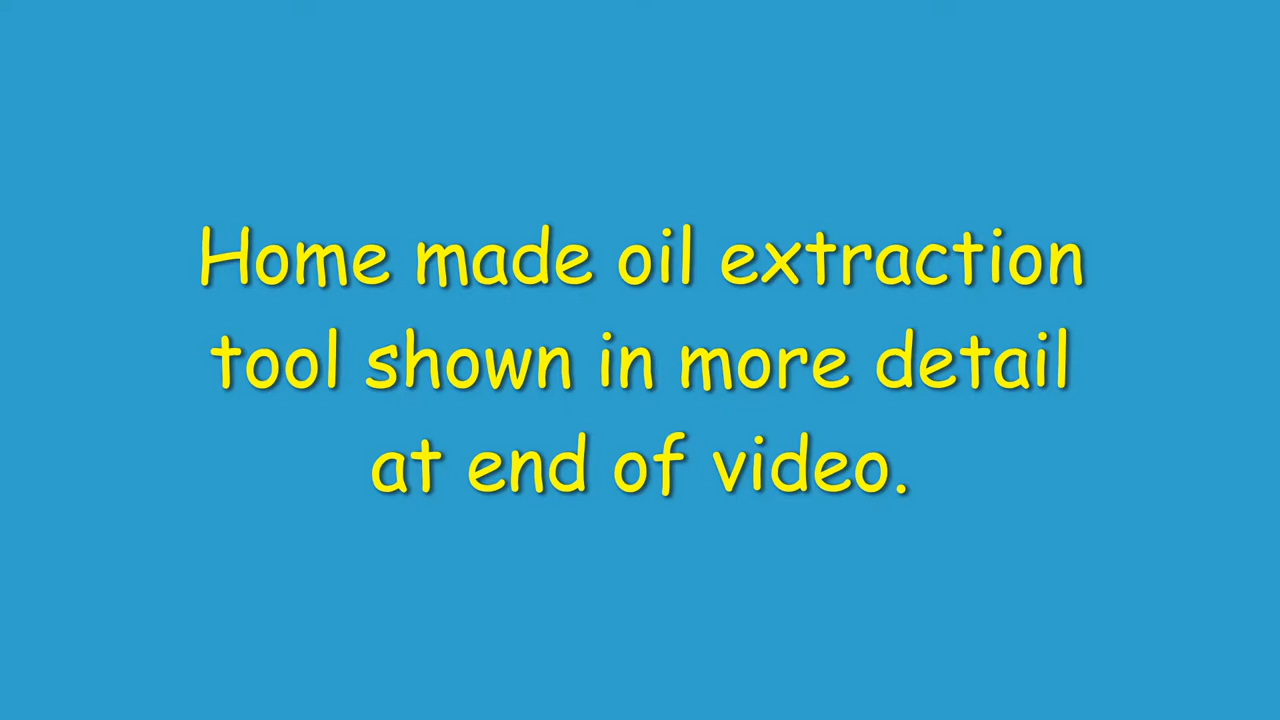 Home made oil extraction
tool shown in more detail
at end of video.